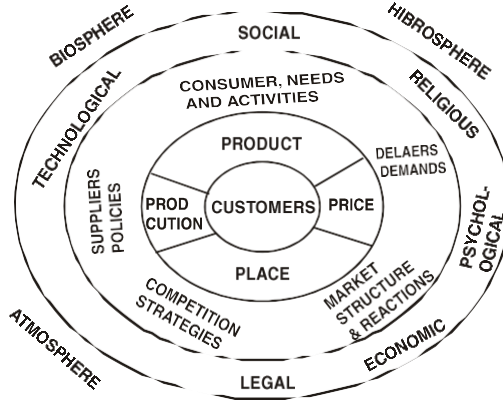 BIOSPHERE
HIBROSPHERE
SOCIAL
TECHNOLOGICAL
RELIGIOUS
CONSUMER, NEEDS
AND ACTIVITIES
PRODUCT
DELAERS
DEMANDS
SUPPLIERS
POLICIES
PROD
CUTION
CUSTOMERS
PRICE
PSYCHOL-
OGICAL
PLACE
COMPETITION
STRATEGIES
MARKET
STRUCTURE
& REACTIONS
ATMOSPHERE
ECONOMIC
LEGAL